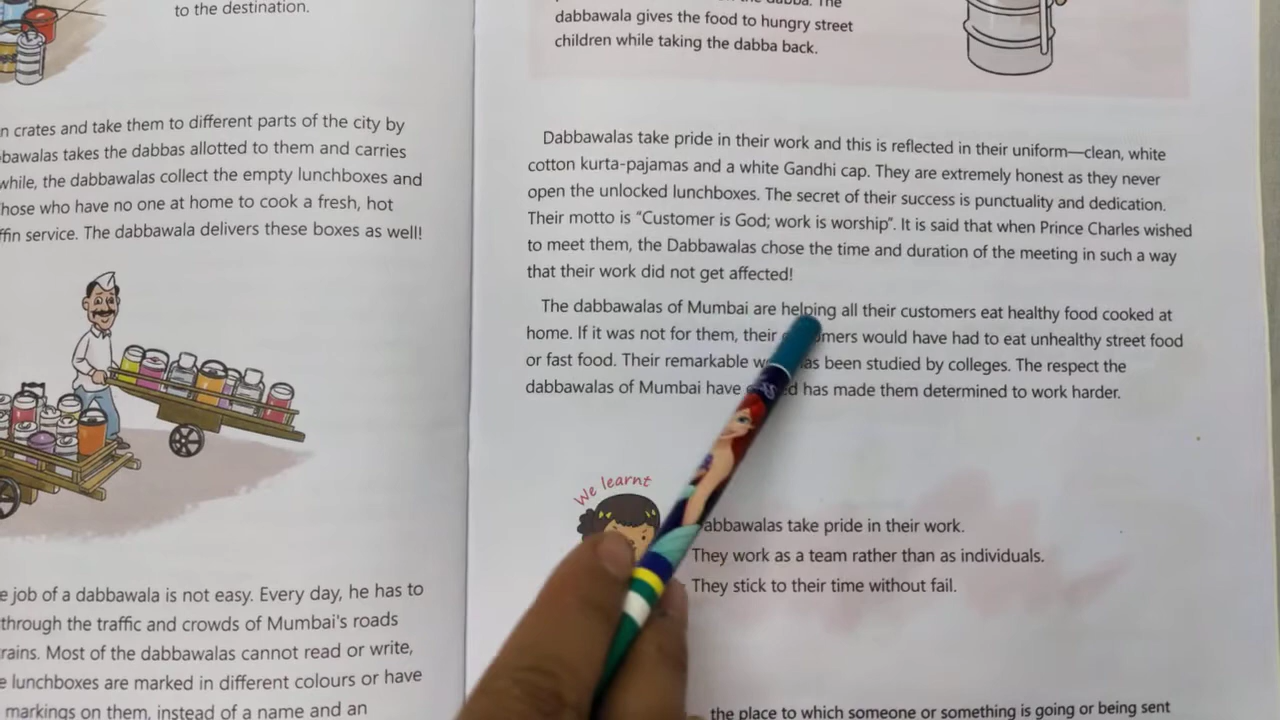 to the destination.
n crates and take them to different parts of the city by
bawalas takes the dabbas allotted to them and carries
while, the dabbawalas collect the empty lunchboxes and
hose who have no one at home to cook a fresh, hot
ffin service. The dabbawala delivers these boxes as well!
e job of a dabbawala is not easy. Every day, he has to
through the traffic and crowds of Mumbai's roads
rains. Most of the dabbawalas cannot read or write,
e lunchboxes are marked in different colours or have
markings on them, instead of a name and an
the dabba. The
dabbawala gives the food to hungry street
children while taking the dabba back.
Dabbawalas take pride in their work and this is reflected in their uniform—clean, white
cotton kurta-pajamas and a white Gandhi cap. They are extremely honest as they never
open the unlocked lunchboxes. The secret of their success is punctuality and dedication.
Their motto is "Customer is God; work is worship". It is said that when Prince Charles wished
to meet them, the Dabbawalas chose the time and duration of the meeting in such a way
that their work did not get affected!
The dabbawalas of Mumbai are helping all their customers eat healthy food cooked at
home. If it was not for them, their omers would have had to eat unhealthy street food
or fast food. Their remarkable w as been studied by colleges. The respect the
dabbawalas of Mumbai have d has made them determined to work harder.
We learnt
abbawalas take pride in their work.
They work as a team rather than as individuals.
They stick to their time without fail.
the place to which someone or something is going or being sent